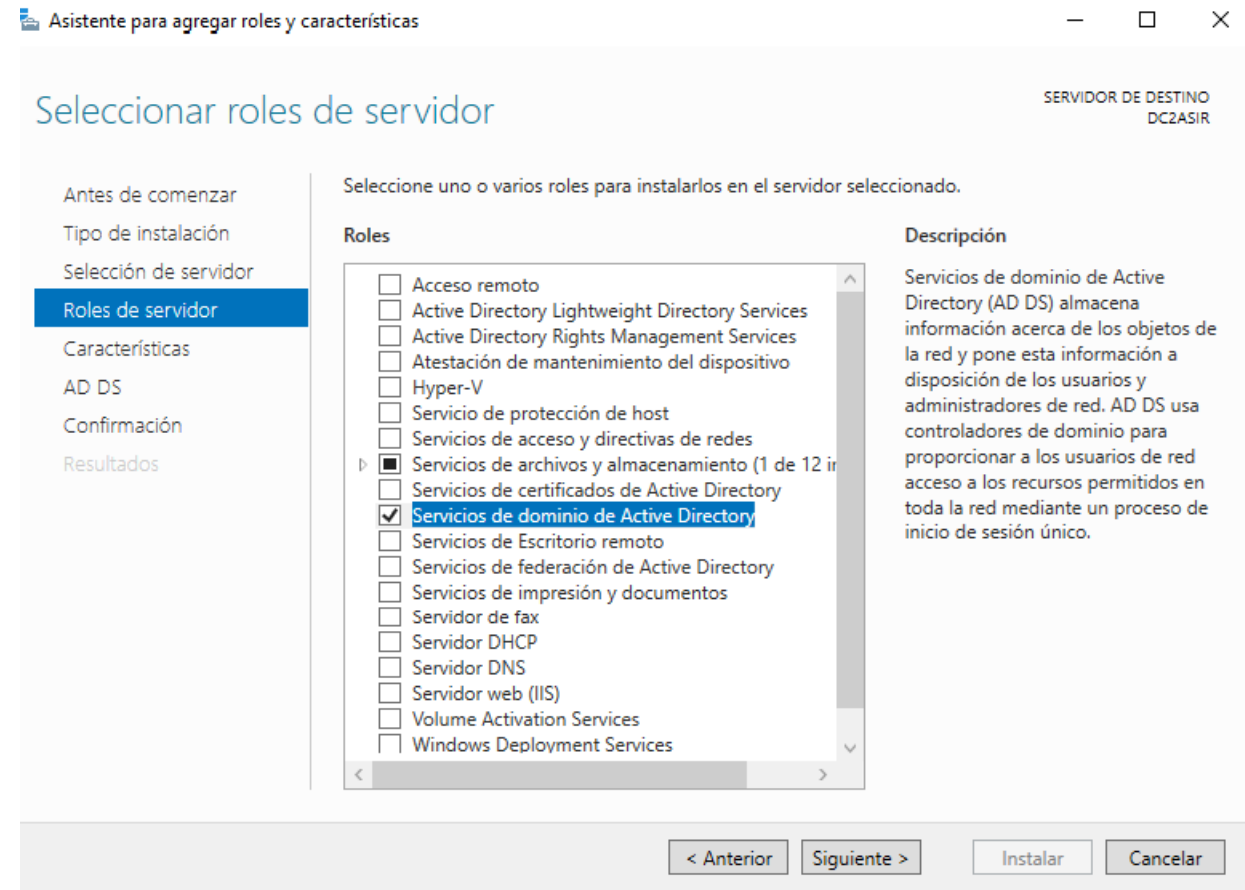 Asistente para agregar roles y características
Seleccionar roles de servidor
SERVIDOR DE DESTINO
DC2ASIR
Antes de comenzar
Tipo de instalación
Selección de servidor
Roles de servidor
Características
AD DS
Confirmación
Resultados
Seleccione uno o varios roles para instalarlos en el servidor seleccionado.
Roles
Acceso remoto
Active Directory Lightweight Directory Services
Active Directory Rights Management Services
Atestación de mantenimiento del dispositivo
Hyper-V
Servicio de protección de host
Servicios de acceso y directivas de redes
Servicios de archivos y almacenamiento (1 de 12 in
Servicios de certificados de Active Directory
Servicios de dominio de Active Directory
Servicios de Escritorio remoto
Servicios de federación de Active Directory
Servicios de impresión y documentos
Servidor de fax
Servidor DHCP
Servidor DNS
Servidor web (IIS)
Volume Activation Services
Windows Deployment Services
Descripción
Servicios de dominio de Active
Directory (AD DS) almacena
información acerca de los objetos de
la red y pone esta información a
disposición de los usuarios y
administradores de red. AD DS usa
controladores de dominio para
proporcionar a los usuarios de red
acceso a los recursos permitidos en
toda la red mediante un proceso de
inicio de sesión único.
< Anterior
Siguiente >
Instalar
Cancelar